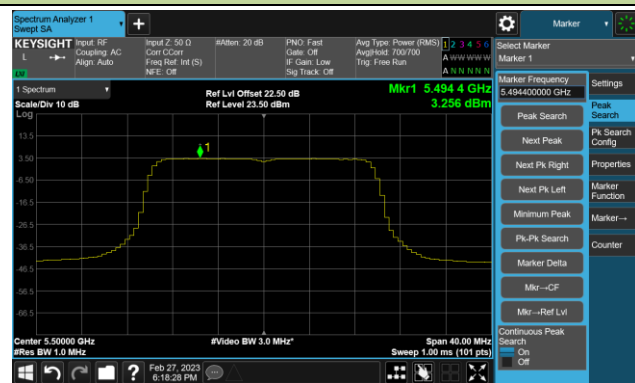 Spectrum Analyzer 1
Swept SA
+
Marker
KEYSIGHT
L
Input: RF
Coupling: AC
Align: Auto
Input Z: 50 Ω
Corr CCorr
Freq Ref: Int (S)
NFE: Off
#Atten: 20 dB
PNO: Fast
Gate: Off
IF Gain: Low
Sig Track: Off
Avg Type: Power (RMS)
Avg|Hold: 700/700
Trig: Free Run
1 2 3 4 5 6
A W W W W W
A N N N N N
Select Marker
Marker 1
1 Spectrum
Scale/Div 10 dB
Log
Ref Lvl Offset 22.50 dB
Ref Level 23.50 dBm
Mkr1 5.494 4 GHz
3.256 dBm
13.5
3.50
-6.50
-16.5
-26.5
-36.5
-46.5
-56.5
-66.5
1
Center 5.50000 GHz
#Res BW 1.0 MHz
#Video BW 3.0 MHz*
Span 40.00 MHz
Sweep 1.00 ms (101 pts)
Marker Frequency
5.494400000 GHz
Peak Search
Next Peak
Next Pk Right
Next Pk Left
Minimum Peak
Pk-Pk Search
Marker Delta
Mkr→CF
Mkr→Ref Lvl
Continuous Peak
Search
On
Off
Settings
Peak
Search
Pk Search
Config
Properties
Marker
Function
Marker→
Counter
?
Feb 27, 2023
6:18:28 PM